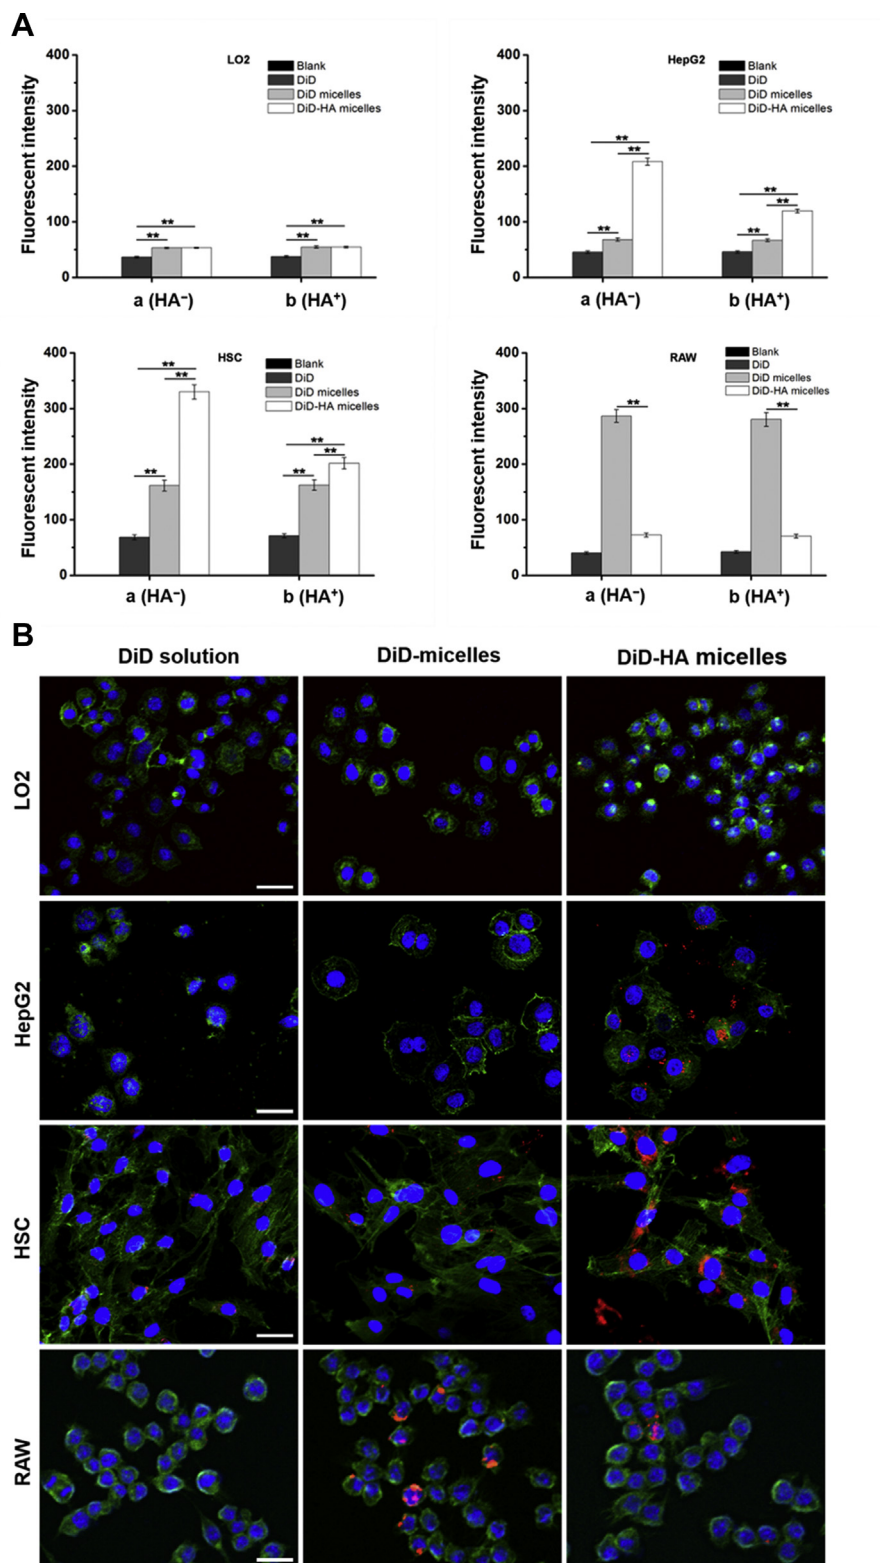 A
LO2
Blank
DiD
DiD micelles
DiD-HA micelles
Fluorescent intensity
400
300
200
100
0
**
**
**
**
a (HA⁻)
b (HA⁺)
HepG2
Blank
DiD
DiD micelles
DiD-HA micelles
Fluorescent intensity
400
300
200
100
0
**
**
**
**
**
**
a (HA⁻)
b (HA⁺)
HSC
Blank
DiD
DiD micelles
DiD-HA micelles
Fluorescent intensity
400
300
200
100
0
**
**
**
**
**
**
a (HA⁻)
b (HA⁺)
RAW
Blank
DiD
DiD micelles
DiD-HA micelles
Fluorescent intensity
400
300
200
100
0
**
**
a (HA⁻)
b (HA⁺)
B
DiD solution
DiD-micelles
DiD-HA micelles
LO2
HepG2
HSC
RAW